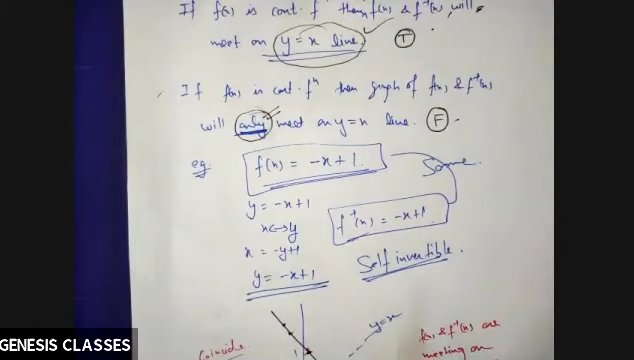 If f(x) is cont. fⁿ then f(x) & f⁻¹(x) will
meet on y = x line. (T)
If f(x) is cont. fⁿ then graph of f(x) & f⁻¹(x)
will only meet on y=x line. (F).
eg. f(x) = -x+1. Same.
y = -x+1
x↔y f⁻¹(x) = -x+1
x = -y+1
y = -x+1 Self invertible.
y=x
Coincide f(x) & f⁻¹(x) are
1 meeting on
GENESIS CLASSES